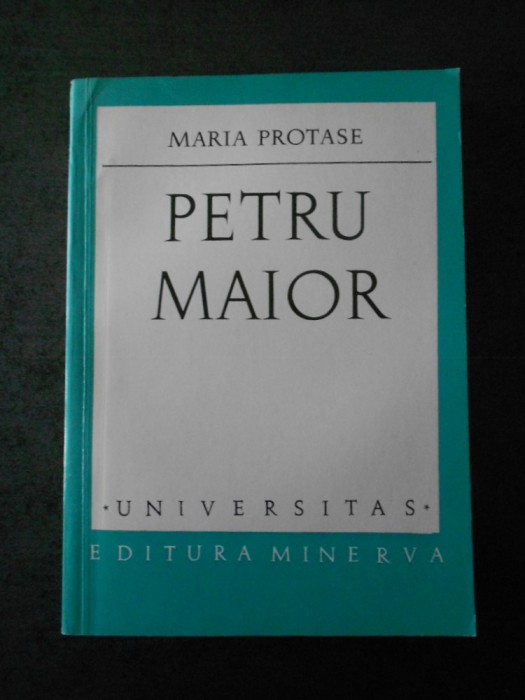 MARIA PROTASE
PETRU
MAIOR
· UNIVERSITAS ·
EDITURA MINERVA